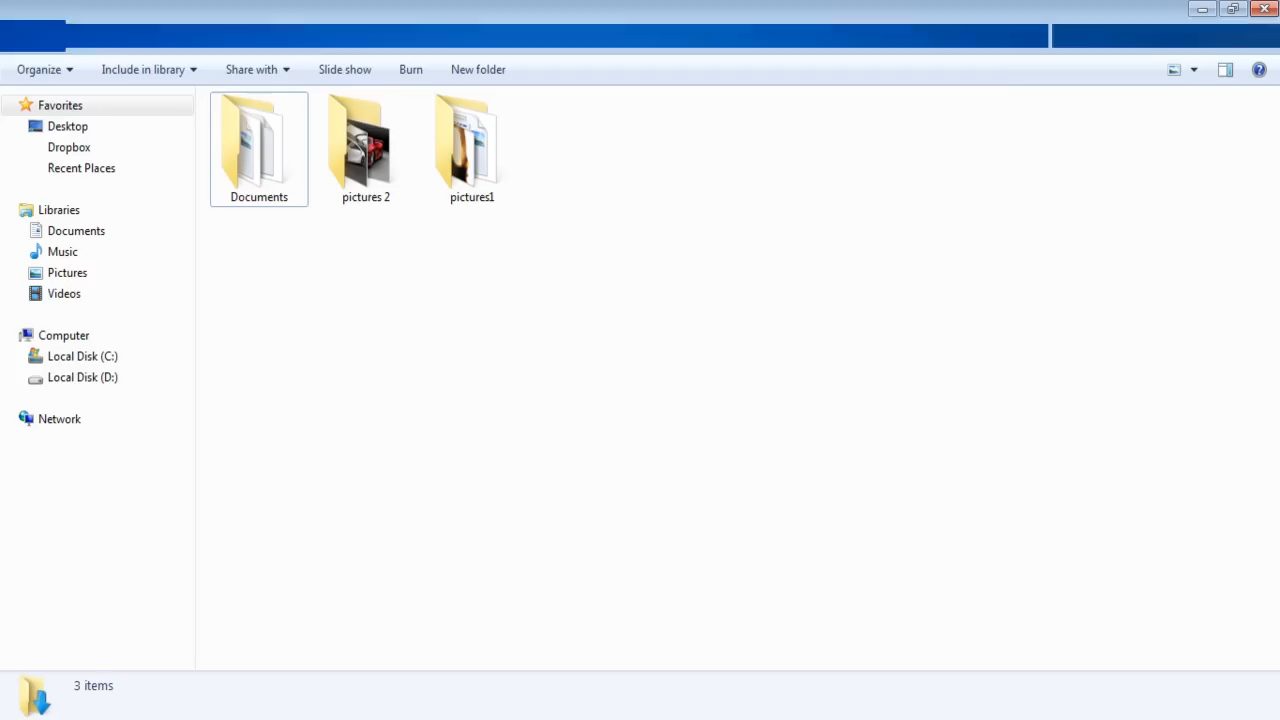 Organize Include in library Share with Slide show Burn New folder
Favorites
Desktop
Dropbox
Recent Places
Libraries
Documents
Music
Pictures
Videos
Computer
Local Disk (C:)
Local Disk (D:)
Network
Documents pictures 2 pictures1
3 items